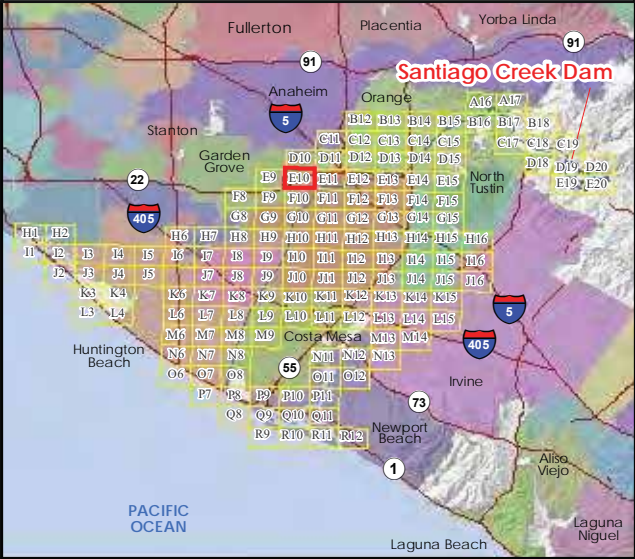 Fullerton
Placentia
Yorba Linda
91
91
Santiago Creek Dam
Anaheim
Orange
A16 A17
5
B12 B13 B14 B15 B16 B17 B18
Stanton
C11 C12 C13 C14 C15 C17 C18 C19
Garden
Grove
D10 D11 D12 D13 D14 D15 D18 D19 D20
North
Tustin
22
E9 E10 E11 E12 E13 E14 E15 E19 E20
405
F8 F9 F10 F11 F12 F13 F14 F15
G8 G9 G10 G11 G12 G13 G14 G15
H1 H2 H6 H7 H8 H9 H10 H11 H12 H13 H14 H15 H16
I1 I2 I3 I4 I5 I6 I7 I8 I9 I10 I11 I12 I13 I14 I15 I16
J2 J3 J4 J5 J7 J8 J9 J10 J11 J12 J13 J14 J15 J16
K3 K4 K6 K7 K8 K9 K10 K11 K12 K13 K14 K15
L3 L4 L6 L7 L8 L9 L10 L11 L12 L13 L14 L15
5
M6 M7 M8 M9 Costa Mesa M13 M14
405
Huntington
Beach
N6 N7 N8 N11 N12 N13
55
O6 O7 O8 O11 O12
Irvine
P7 P8 P9 P10 P11
73
Q8 Q9 Q10 Q11
Newport
Beach
R9 R10 R11 R12
1
Aliso
Viejo
PACIFIC
OCEAN
Laguna
Niguel
Laguna Beach